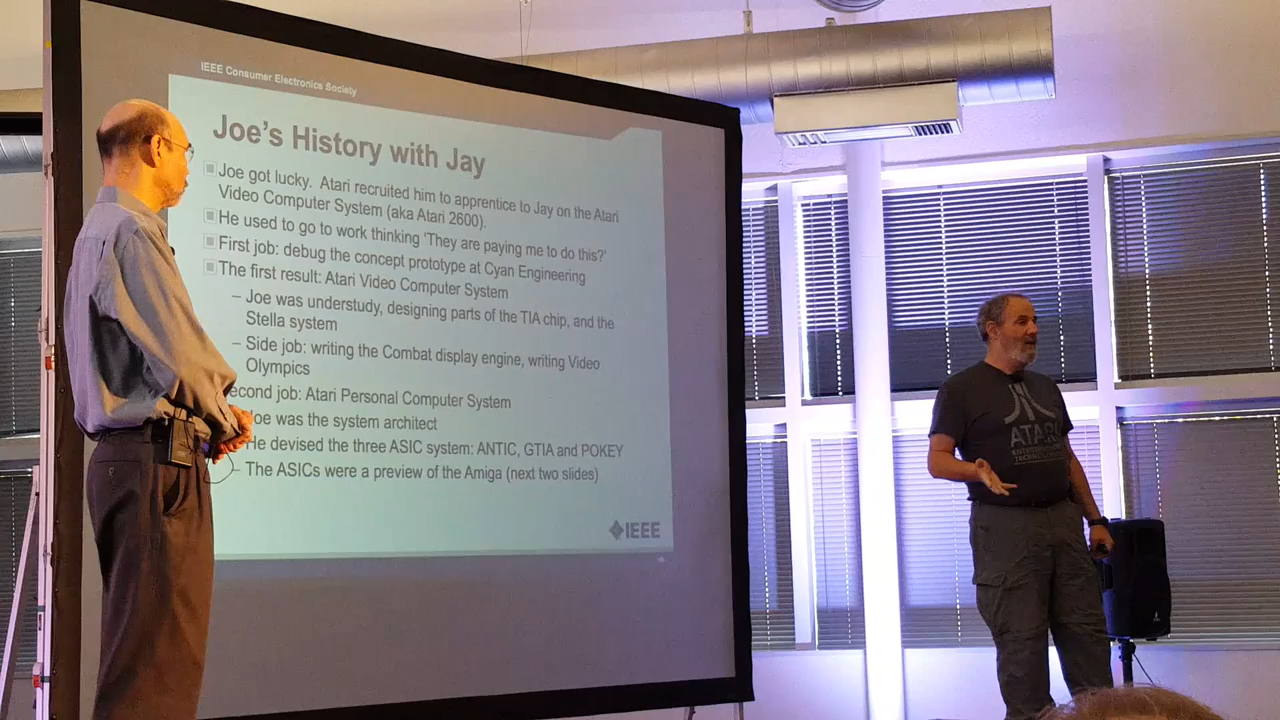 IEEE Consumer Electronics Society
Joe's History with Jay
Joe got lucky. Atari recruited him to apprentice to Jay on the Atari
Video Computer System (aka Atari 2600).
He used to go to work thinking 'They are paying me to do this?'
First job: debug the concept prototype at Cyan Engineering
The first result: Atari Video Computer System
– Joe was understudy, designing parts of the TIA chip, and the
Stella system
– Side job: writing the Combat display engine, writing Video
Olympics
econd job: Atari Personal Computer System
Joe was the system architect
He devised the three ASIC system: ANTIC, GTIA and POKEY
– The ASICs were a preview of the Amiga (next two slides)
IEEE
ATARI